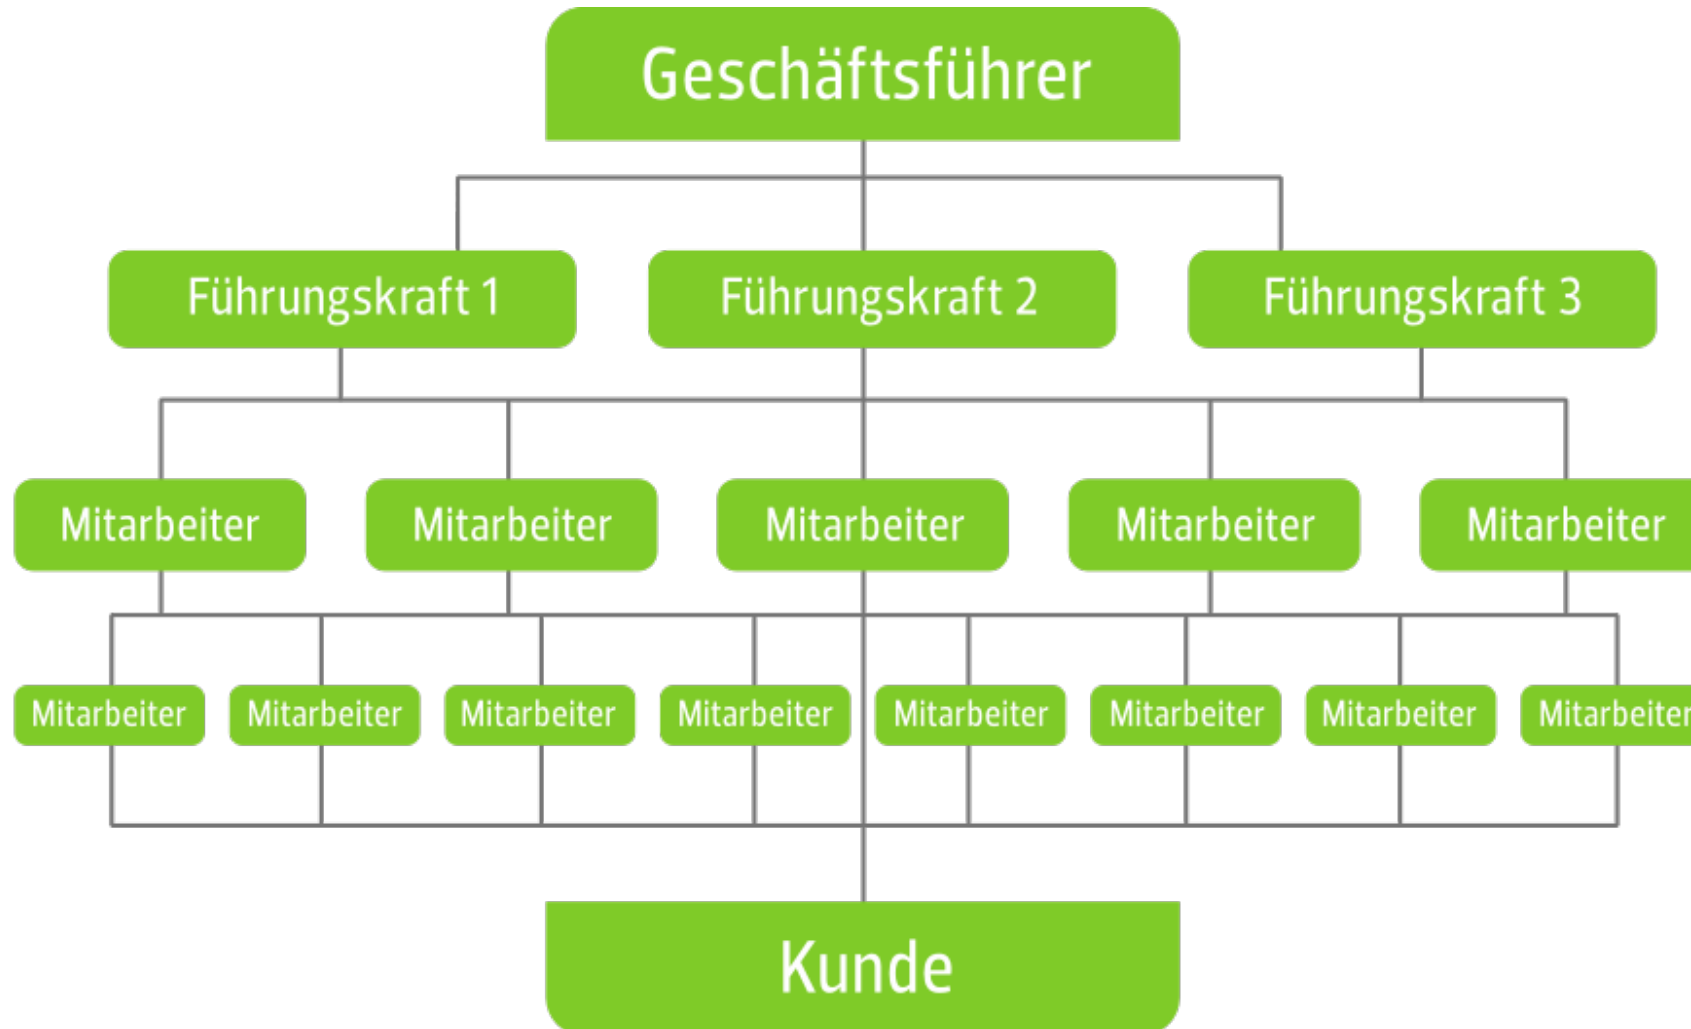 Geschäftsführer
Führungskraft 1 Führungskraft 2 Führungskraft 3
Mitarbeiter Mitarbeiter Mitarbeiter Mitarbeiter Mitarbeiter
Mitarbeiter Mitarbeiter Mitarbeiter Mitarbeiter Mitarbeiter Mitarbeiter Mitarbeiter Mitarbeiter
Kunde